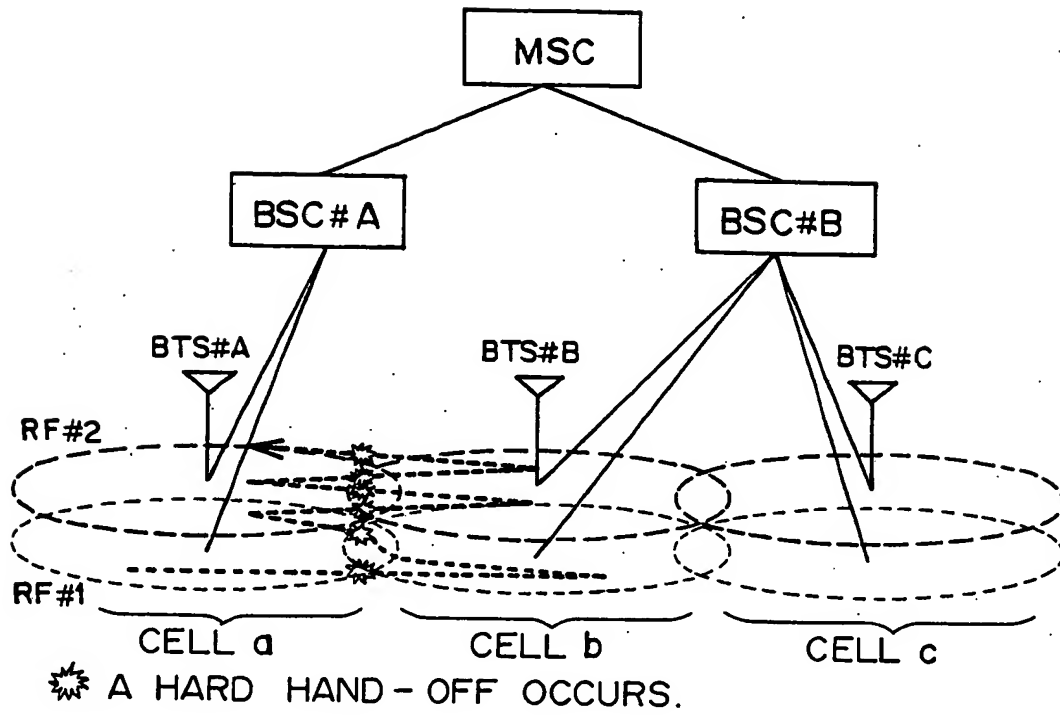 MSC
BSC#A
BSC#B
BTS#A
BTS#B
BTS#C
RF#2
RF#1
CELL a
CELL b
CELL c
A HARD HAND-OFF OCCURS.